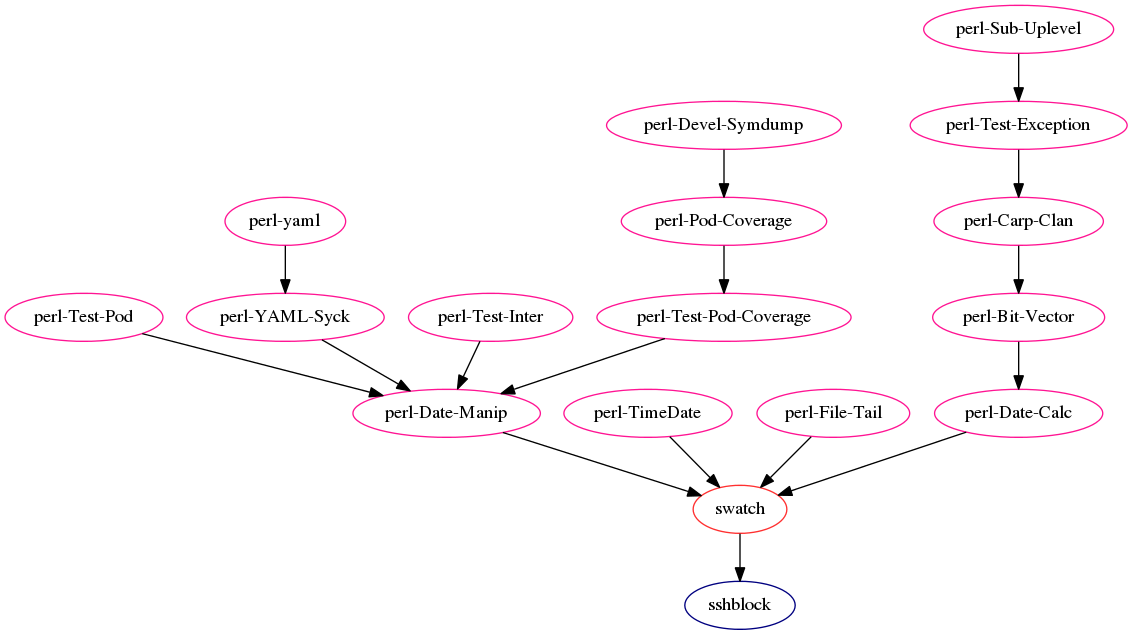 perl-Sub-Uplevel
perl-Devel-Symdump
perl-Test-Exception
perl-yaml
perl-Pod-Coverage
perl-Carp-Clan
perl-Test-Pod
perl-YAML-Syck
perl-Test-Inter
perl-Test-Pod-Coverage
perl-Bit-Vector
perl-Date-Manip
perl-TimeDate
perl-File-Tail
perl-Date-Calc
swatch
sshblock